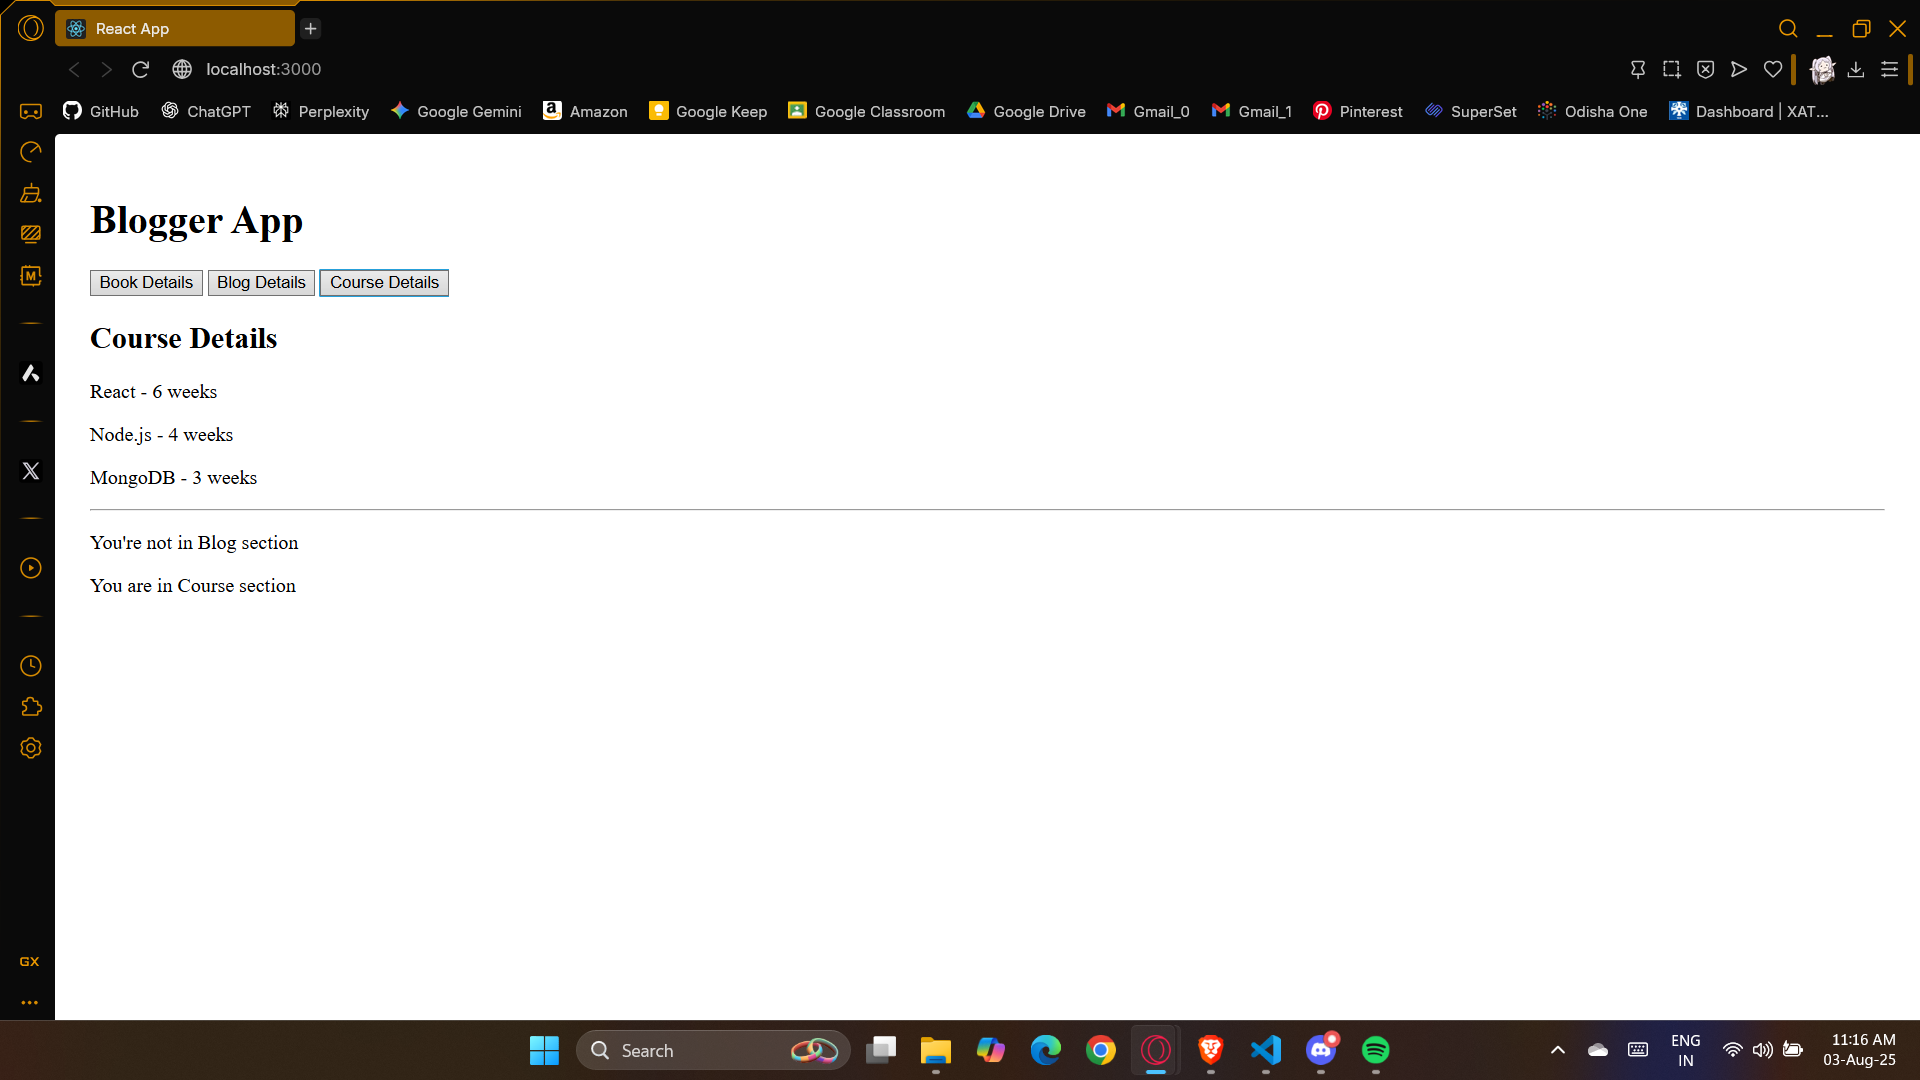 React App
localhost:3000
GitHub ChatGPT Perplexity Google Gemini Amazon Google Keep Google Classroom Google Drive Gmail_0 Gmail_1 Pinterest SuperSet Odisha One Dashboard | XAT...
Blogger App
Book Details Blog Details Course Details
Course Details
React - 6 weeks
Node.js - 4 weeks
MongoDB - 3 weeks
You're not in Blog section
You are in Course section
GX
Search
ENG
IN
11:16 AM
03-Aug-25